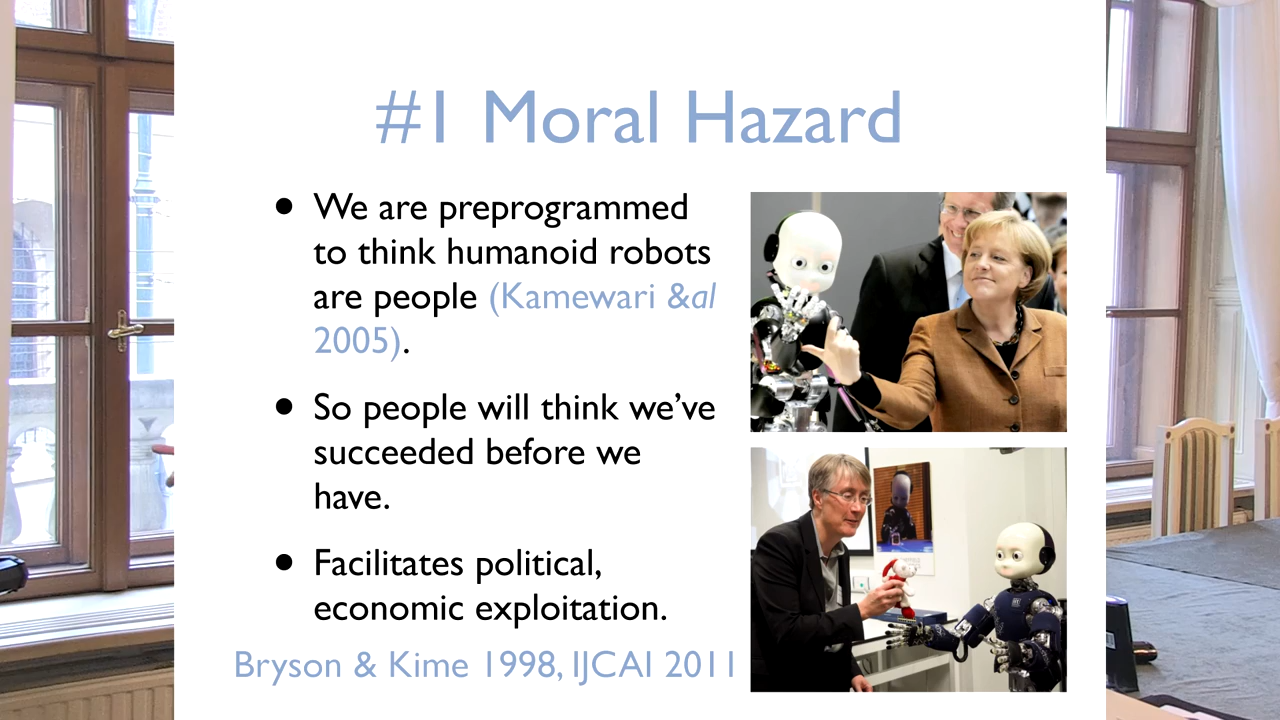 #1 Moral Hazard
• We are preprogrammed
to think humanoid robots
are people (Kamewari &al
2005).
• So people will think we’ve
succeeded before we
have.
• Facilitates political,
economic exploitation.
Bryson & Kime 1998, IJCAI 2011